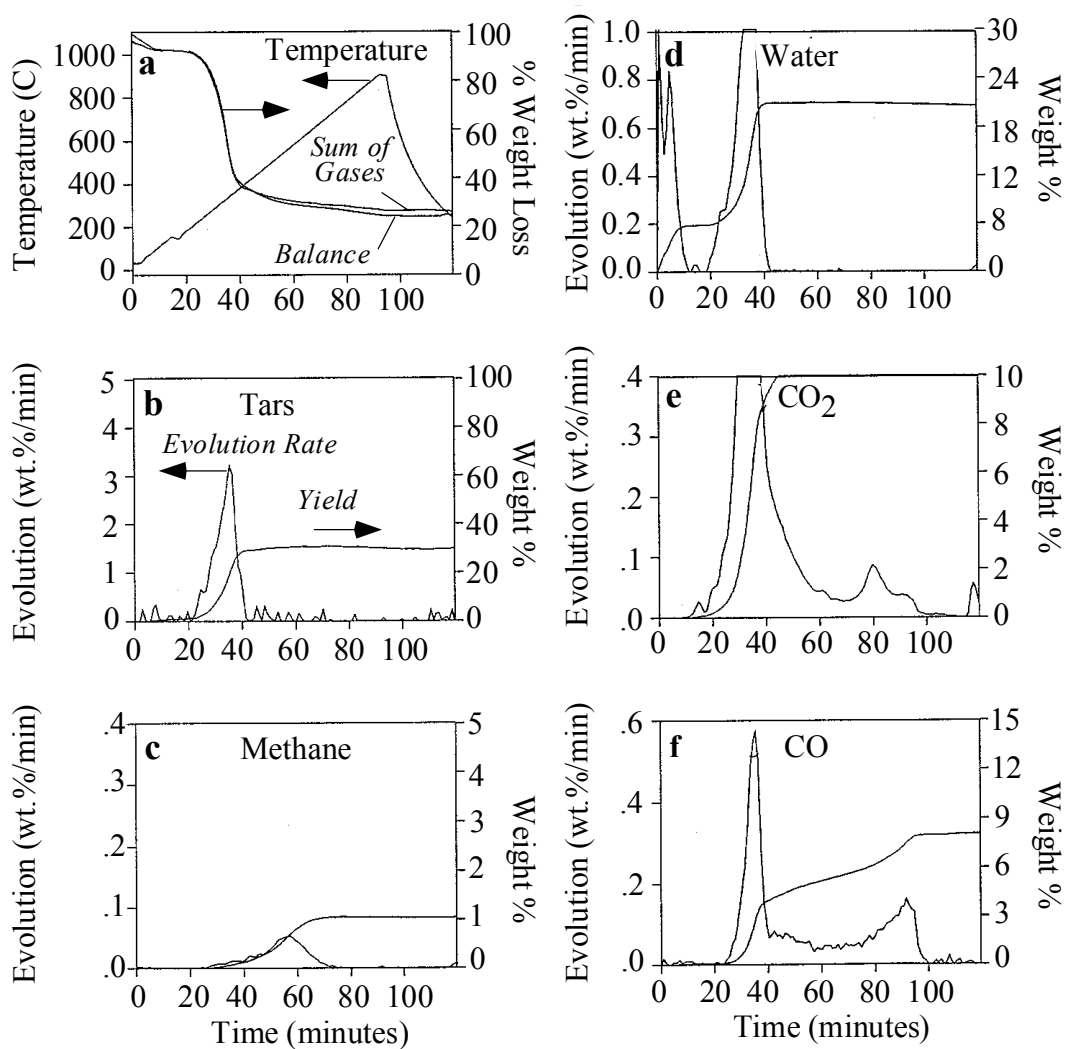 a
Temperature
Sum of
Gases
Balance
Temperature (C)
1000
800
600
400
200
0
% Weight Loss
100
80
60
40
20
0
0 20 40 60 80 100
d
Water
Evolution (wt.%/min)
1.0
0.8
0.6
0.4
0.2
0.0
Weight %
30
24
18
12
6
0
0 20 40 60 80 100
b
Tars
Evolution Rate
Yield
Evolution (wt.%/min)
5
4
3
2
1
0
Weight %
100
80
60
40
20
0
0 20 40 60 80 100
e
CO2
Evolution (wt.%/min)
.4
.3
.2
.1
.0
Weight %
10
8
6
4
2
0
0 20 40 60 80 100
c
Methane
Evolution (wt.%/min)
.4
.3
.2
.1
.0
Weight %
5
4
3
2
1
0
0 20 40 60 80 100
Time (minutes)
f
CO
Evolution (wt.%/min)
.6
.4
.2
.0
Weight %
15
12
9
6
3
0
0 20 40 60 80 100
Time (minutes)